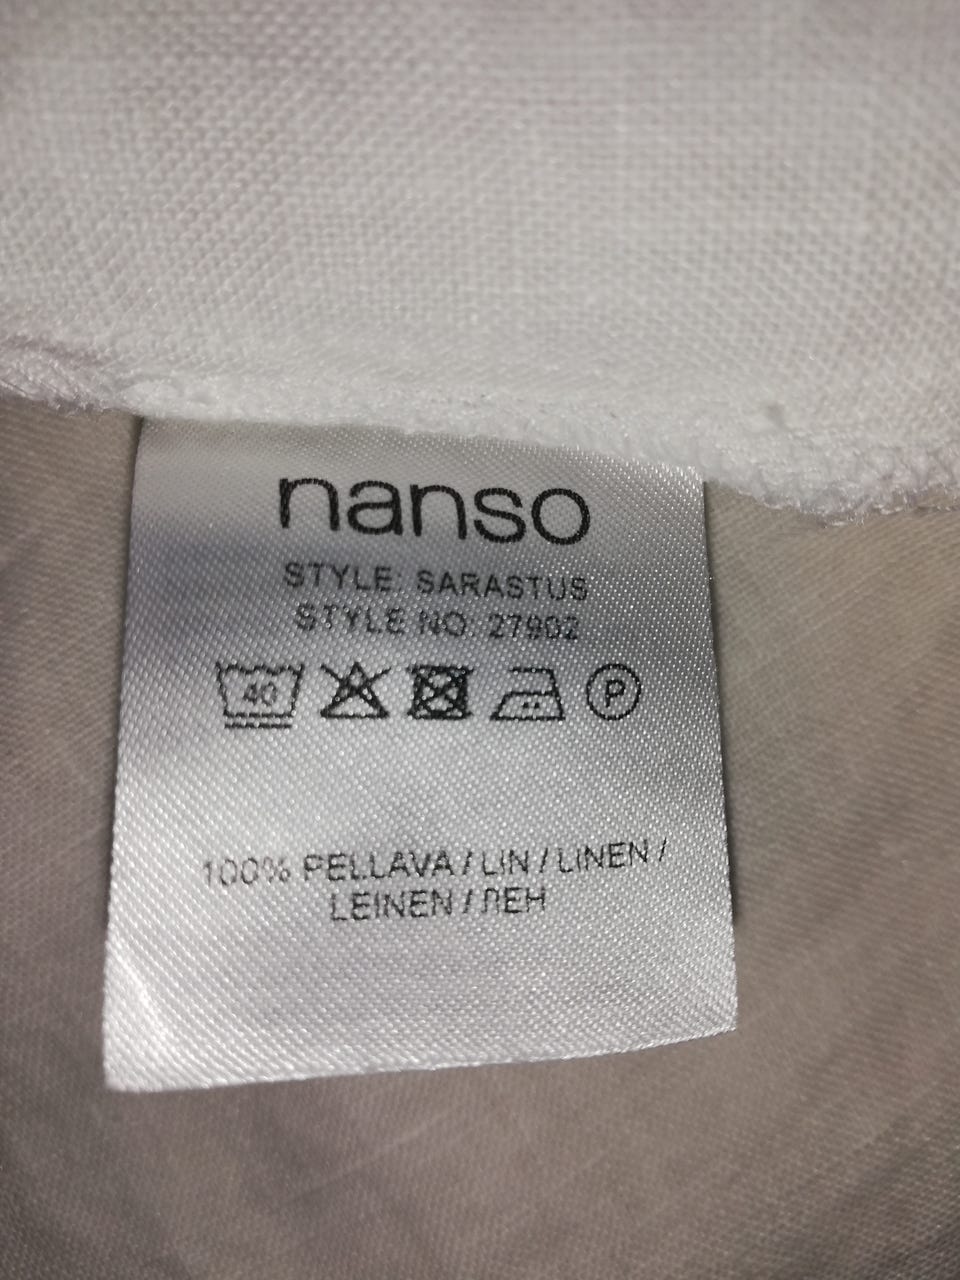 nanso
STYLE: SARASTUS
STYLE NO: 27902
40 P
100% PELLAVA / LIN / LINEN /
LEINEN / ЛЕН